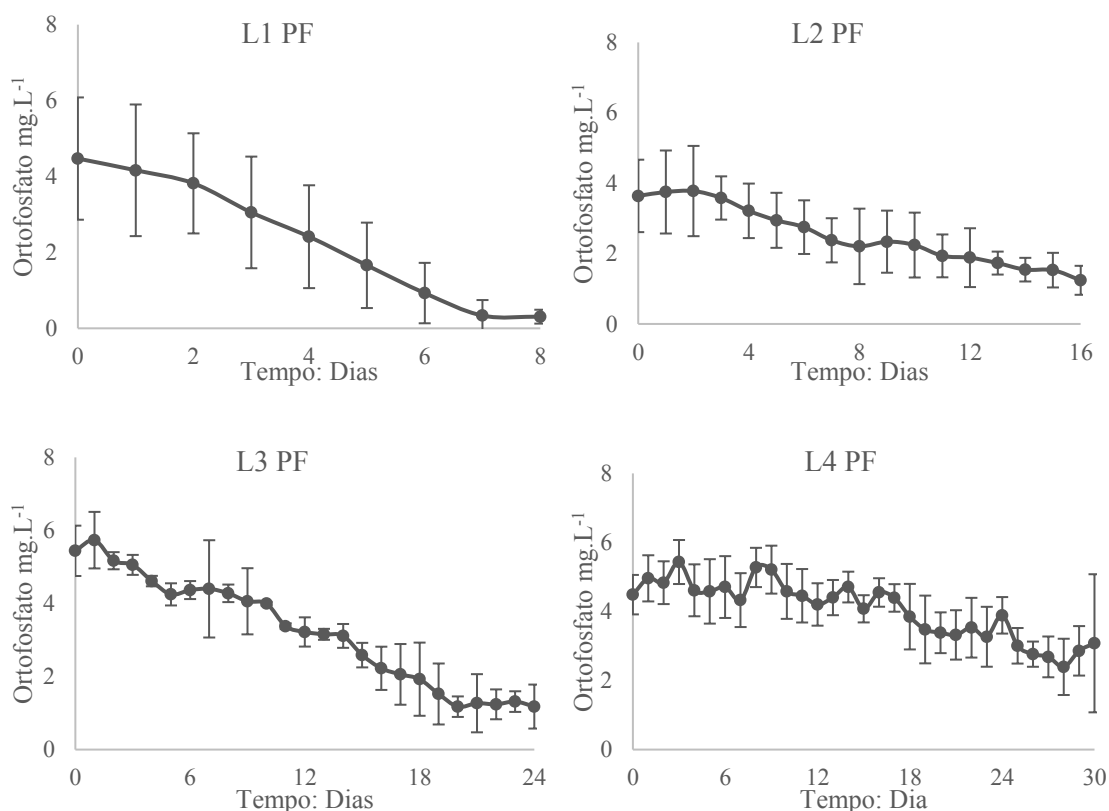 L1 PF
8
6
4
2
0
Ortofosfato mg.L⁻¹
0 2 4 6 8
Tempo: Dias
L2 PF
8
6
4
2
0
Ortofosfato mg.L⁻¹
0 4 8 12 16
Tempo: Dias
L3 PF
8
6
4
2
0
Ortofosfato mg.L⁻¹
0 6 12 18 24
Tempo: Dias
L4 PF
8
6
4
2
0
Ortofosfato mg.L⁻¹
0 6 12 18 24 30
Tempo: Dia